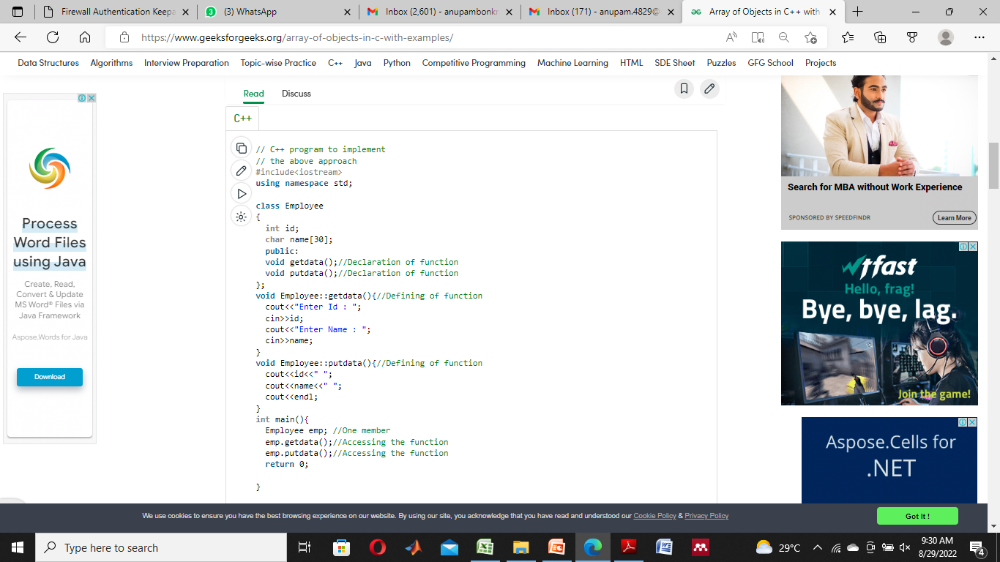 Firewall Authentication Keepa
(3) WhatsApp
Inbox (2,601) - anupambonkr
Inbox (171) - anupam.4829@
Array of Objects in C++ with
https://www.geeksforgeeks.org/array-of-objects-in-c-with-examples/
Data Structures Algorithms Interview Preparation Topic-wise Practice C++ Java Python Competitive Programming Machine Learning HTML SDE Sheet Puzzles GFG School Projects
Read Discuss
C++
// C++ program to implement
// the above approach
#include<iostream>
using namespace std;
class Employee
{
int id;
char name[30];
public:
void getdata();//Declaration of function
void putdata();//Declaration of function
};
void Employee::getdata(){//Defining of function
cout<<"Enter Id : ";
cin>>id;
cout<<"Enter Name : ";
cin>>name;
}
void Employee::putdata(){//Defining of function
cout<<id<<" ";
cout<<name<<" ";
cout<<endl;
}
int main(){
Employee emp; //One member
emp.getdata();//Accessing the function
emp.putdata();//Accessing the function
return 0;
}
Process
Word Files
using Java
Create, Read,
Convert & Update
MS Word® Files via
Java Framework
Aspose.Words for Java
Download
Search for MBA without Work Experience
SPONSORED BY SPEEDFINDR
Learn More
wtfast
Hello, frag!
Bye, bye, lag.
Join the game!
Aspose.Cells for
.NET
We use cookies to ensure you have the best browsing experience on our website. By using our site, you acknowledge that you have read and understood our Cookie Policy & Privacy Policy
Got It !
Type here to search
29°C
9:30 AM
8/29/2022
4